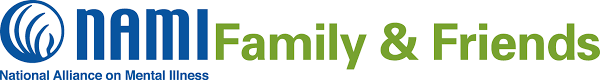 NAMI Family & Friends
National Alliance on Mental Illness